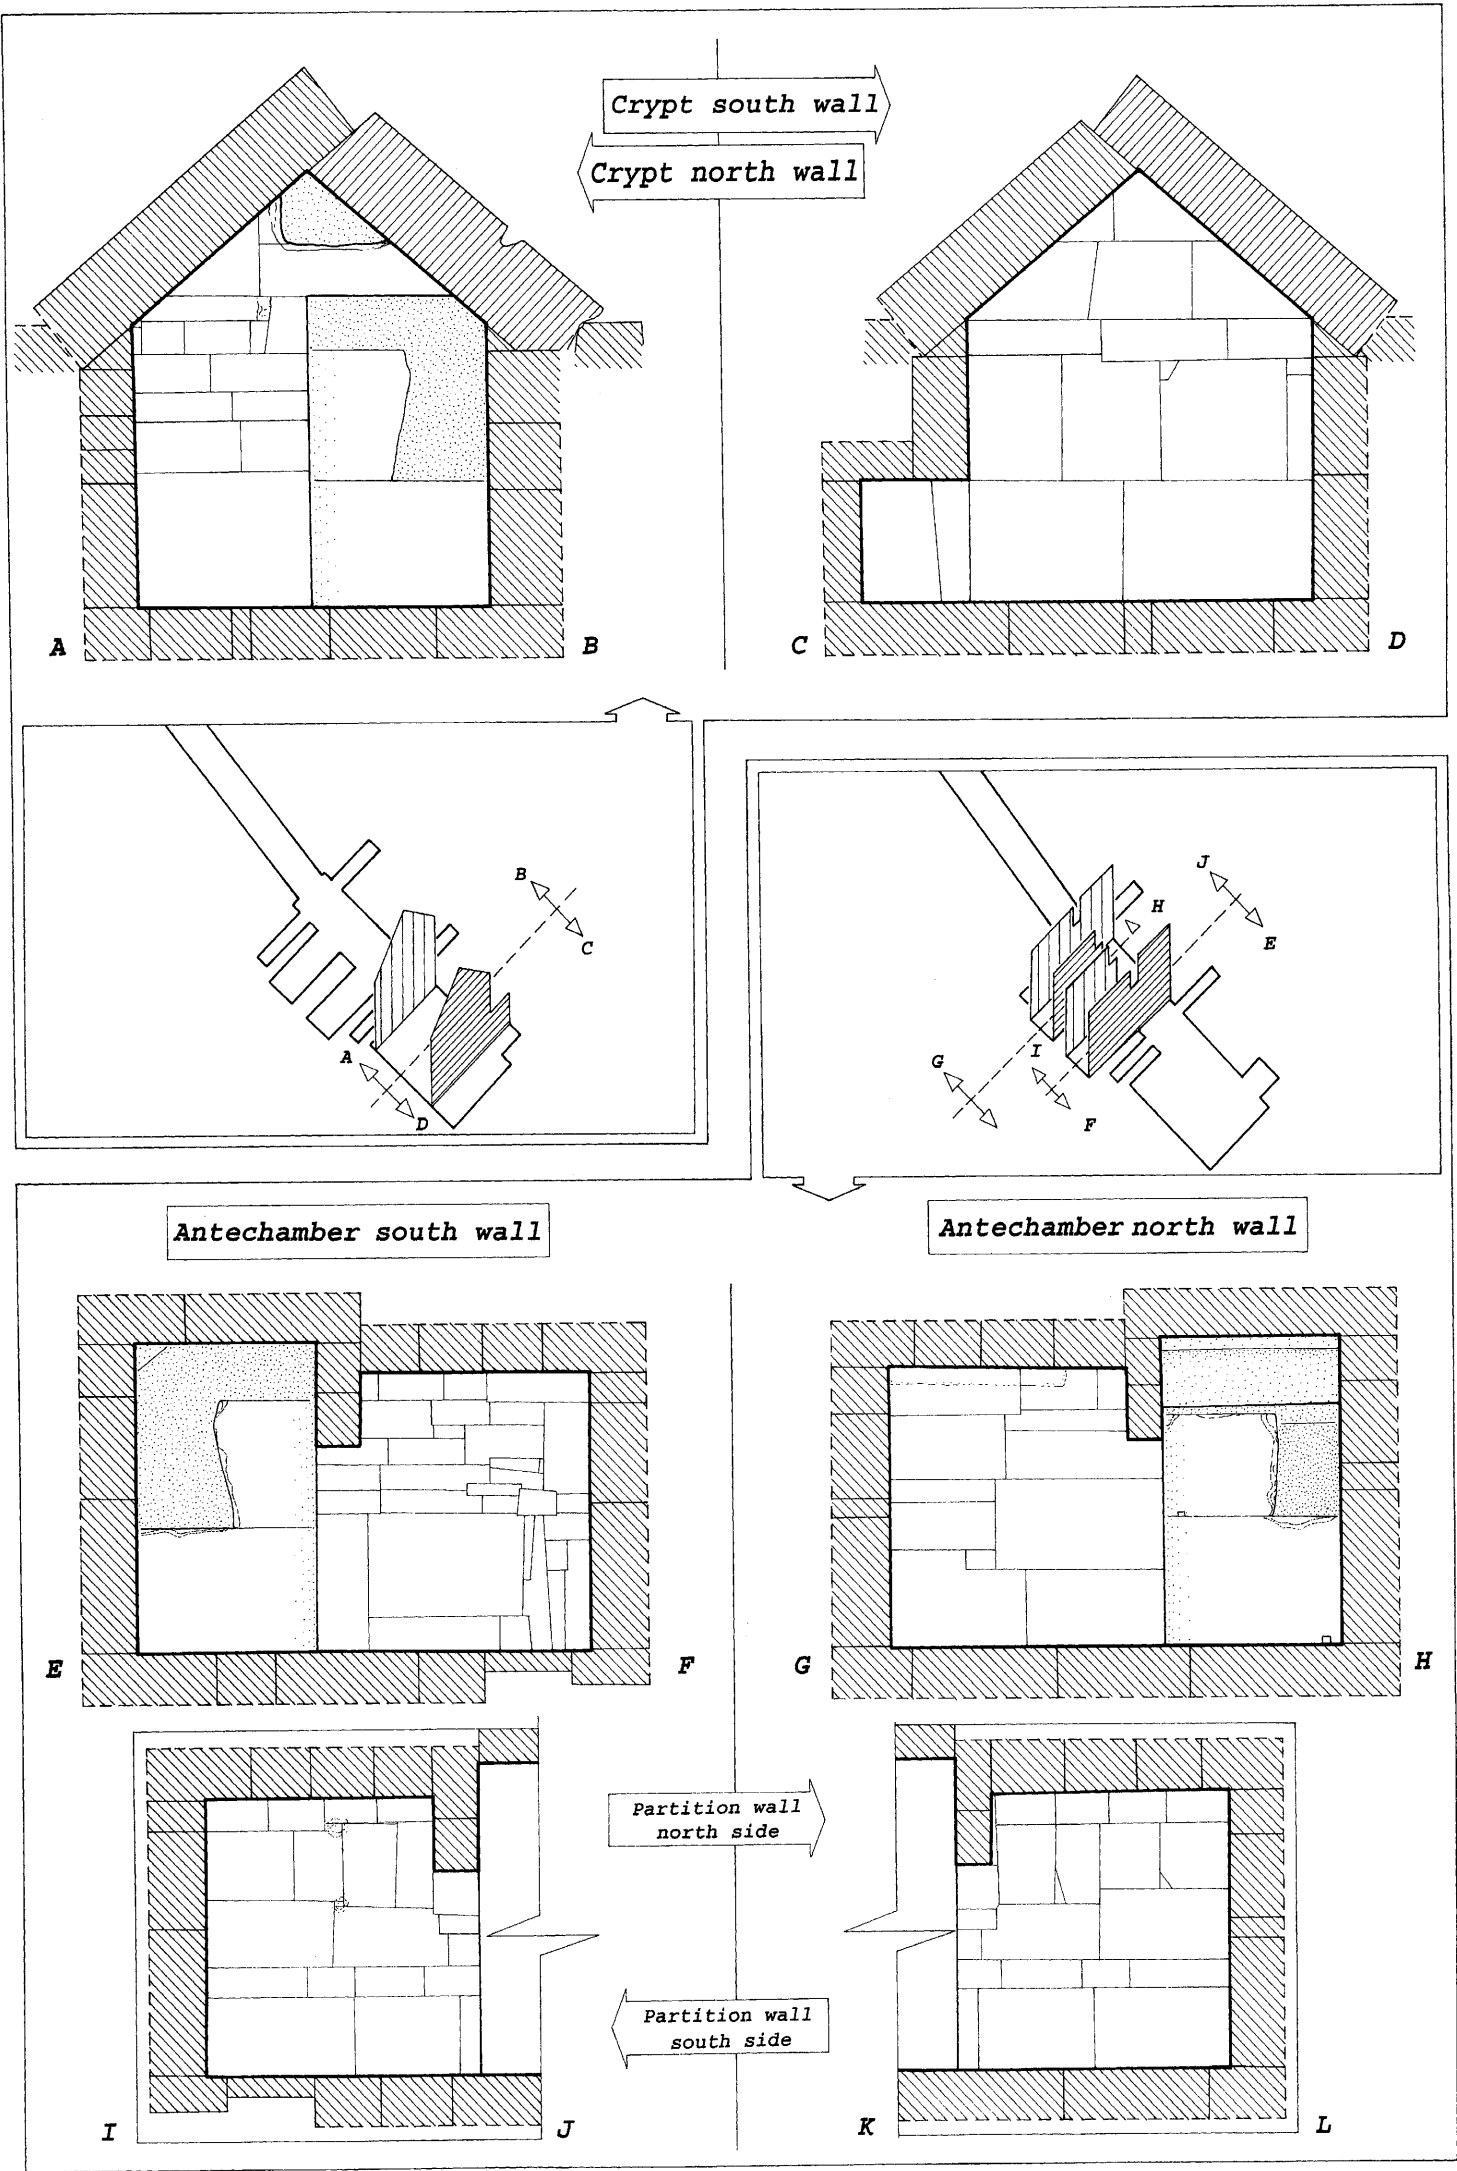 Crypt south wall
Crypt north wall
A
B
C
D
B
C
A
D
J
H
E
G
I
F
Antechamber south wall
Antechamber north wall
E
F
G
H
Partition wall
north side
Partition wall
south side
I
J
K
L